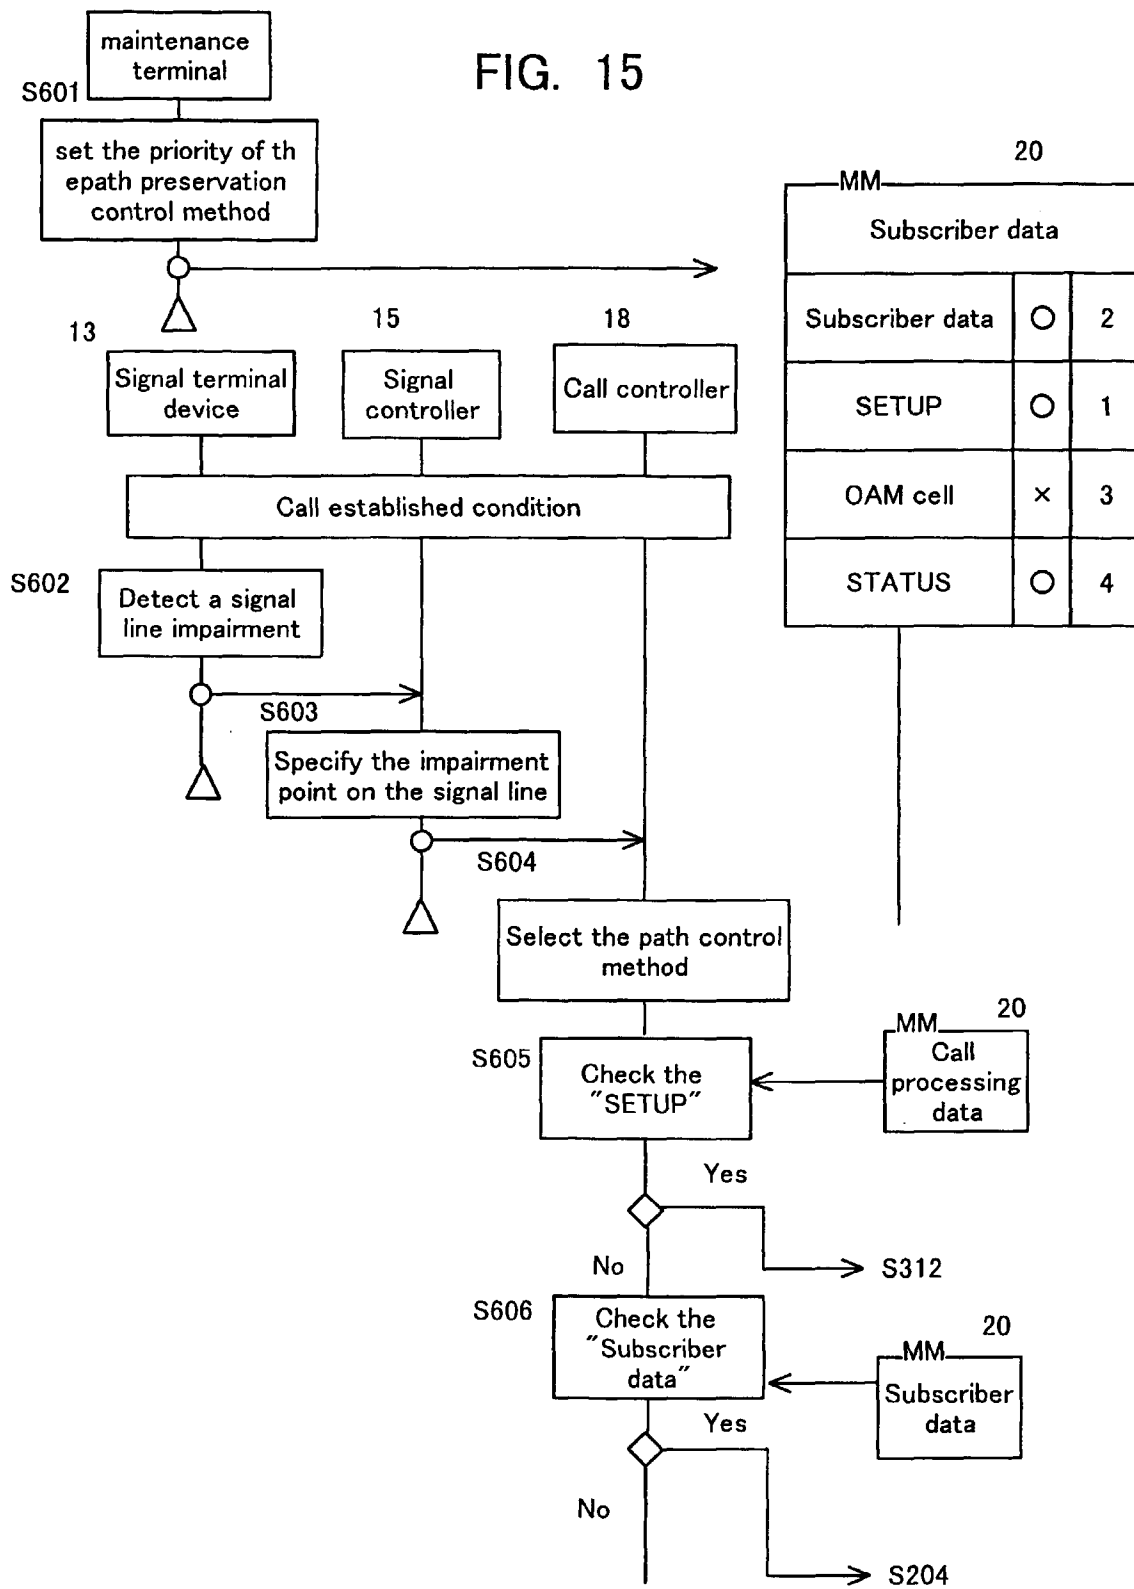 FIG. 15
maintenance
terminal
S601
set the priority of th
epath preservation
control method
20
MM
Subscriber data
Subscriber data ○ 2
SETUP ○ 1
OAM cell × 3
STATUS ○ 4
13
15
18
Signal terminal
device
Signal
controller
Call controller
Call established condition
S602
Detect a signal
line impairment
S603
Specify the impairment
point on the signal line
S604
Select the path control
method
S605
Check the
"SETUP"
20
MM
Call
processing
data
Yes
No
S312
S606
Check the
"Subscriber
data"
20
MM
Subscriber
data
Yes
No
S204